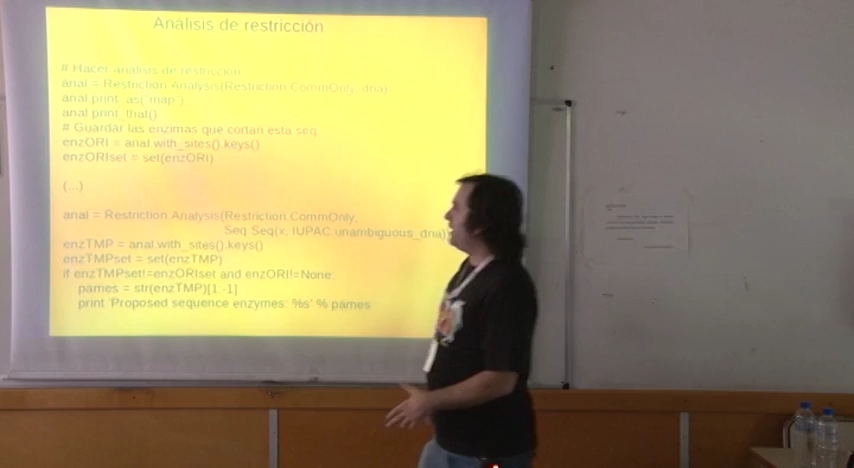 Análisis de restricción
# Hacer analisis de restriccion
anal = Restriction.Analysis(Restriction.CommOnly, dna)
anal.print_as('map')
anal.print_that()
# Guardar las enzimas que cortan esta seq.
enzORI = anal.with_sites().keys()
enzORIset = set(enzORI)
(...)
anal = Restriction.Analysis(Restriction.CommOnly,
Seq.Seq(x, IUPAC.unambiguous_dna))
enzTMP = anal.with_sites().keys()
enzTMPset = set(enzTMP)
if enzTMPset!=enzORIset and enzORI!=None:
pames = str(enzTMP)[1:-1]
print 'Proposed sequence enzymes: %s' % pames